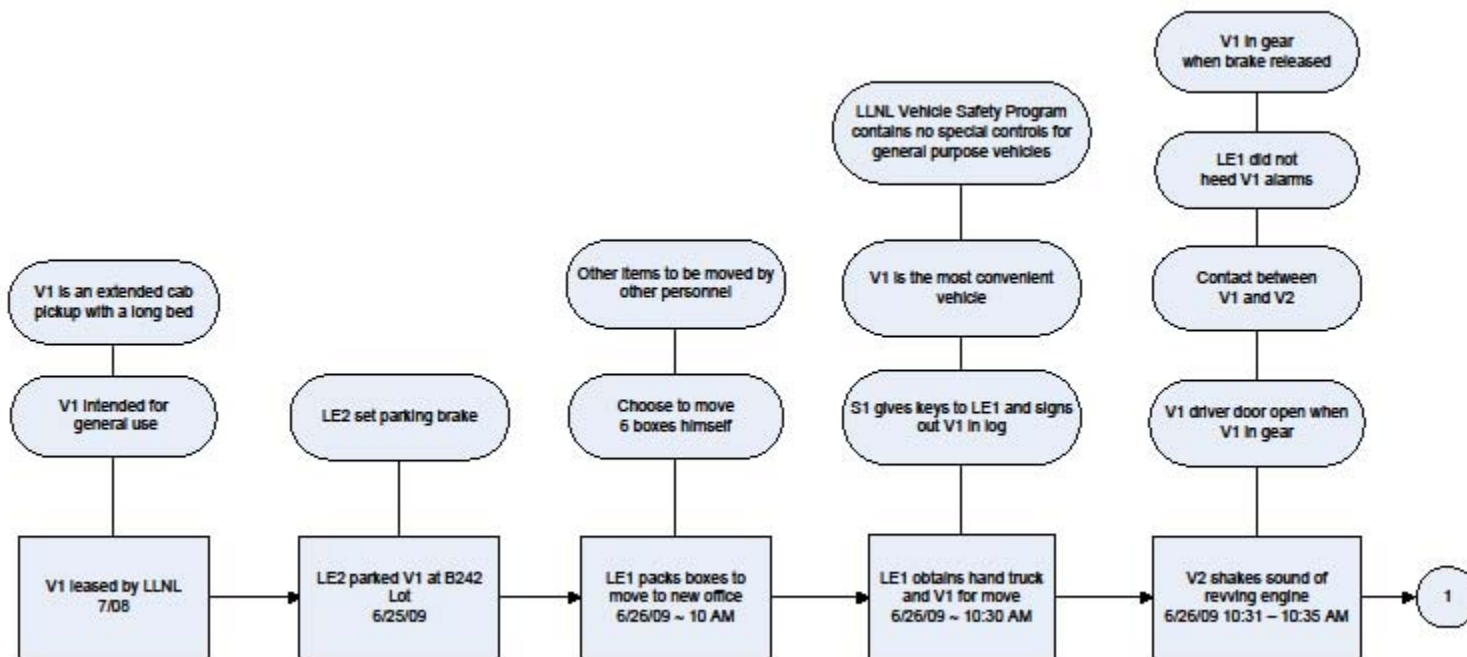 V1 in gear
when brake released
LLNL Vehicle Safety Program
contains no special controls for
general purpose vehicles
LE1 did not
heed V1 alarms
V1 is an extended cab
pickup with a long bed
Other items to be moved by
other personnel
V1 is the most convenient
vehicle
Contact between
V1 and V2
V1 intended for
general use
LE2 set parking brake
Choose to move
6 boxes himself
S1 gives keys to LE1 and signs
out V1 in log
V1 driver door open when
V1 in gear
V1 leased by LLNL
7/08
LE2 parked V1 at B242
Lot
6/25/09
LE1 packs boxes to
move to new office
6/26/09 ~ 10 AM
LE1 obtains hand truck
and V1 for move
6/26/09 ~ 10:30 AM
V2 shakes sound of
revving engine
6/26/09 10:31 – 10:35 AM
1